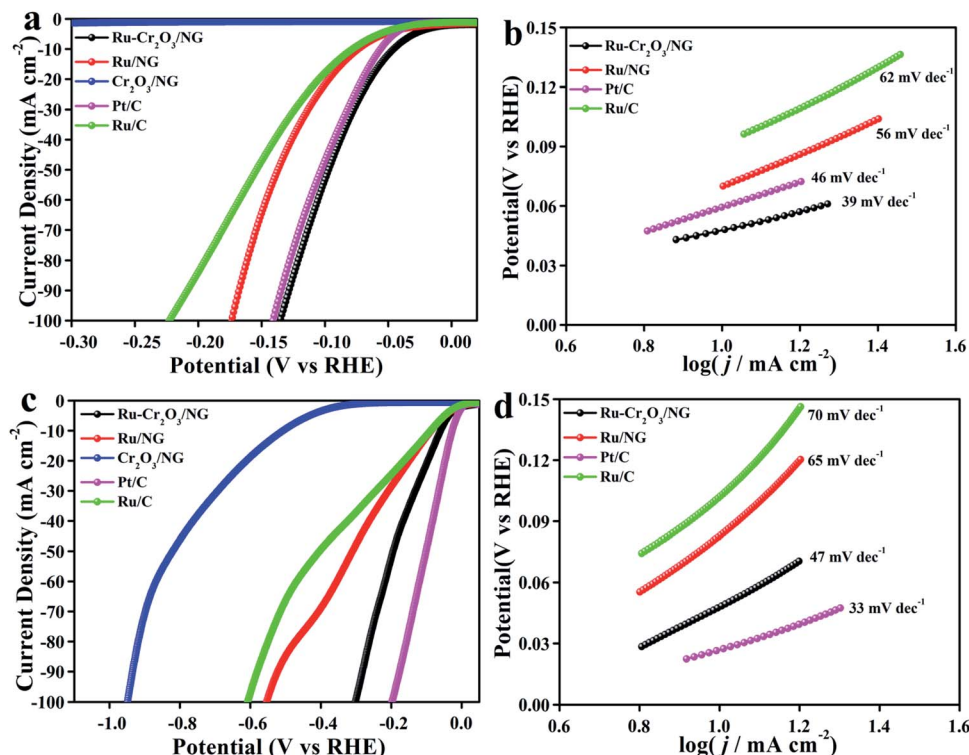 a
0
-10
-20
-30
-40
-50
-60
-70
-80
-90
-100
Current Density (mA cm⁻²)
Ru-Cr₂O₃/NG
Ru/NG
Cr₂O₃/NG
Pt/C
Ru/C
-0.30 -0.25 -0.20 -0.15 -0.10 -0.05 0.00
Potential (V vs RHE)
b
0.15
0.12
0.09
0.06
0.03
0.00
Potential(V vs RHE)
Ru-Cr₂O₃/NG
Ru/NG
Pt/C
Ru/C
62 mV dec⁻¹
56 mV dec⁻¹
46 mV dec⁻¹
39 mV dec⁻¹
0.6 0.8 1.0 1.2 1.4 1.6
log(j / mA cm⁻²)
c
0
-10
-20
-30
-40
-50
-60
-70
-80
-90
-100
Current Density (mA cm⁻²)
Ru-Cr₂O₃/NG
Ru/NG
Cr₂O₃/NG
Pt/C
Ru/C
-1.0 -0.8 -0.6 -0.4 -0.2 0.0
Potential (V vs RHE)
d
0.15
0.12
0.09
0.06
0.03
0.00
Potential(V vs RHE)
Ru-Cr₂O₃/NG
Ru/NG
Pt/C
Ru/C
70 mV dec⁻¹
65 mV dec⁻¹
47 mV dec⁻¹
33 mV dec⁻¹
0.6 0.8 1.0 1.2 1.4 1.6
log(j / mA cm⁻²)